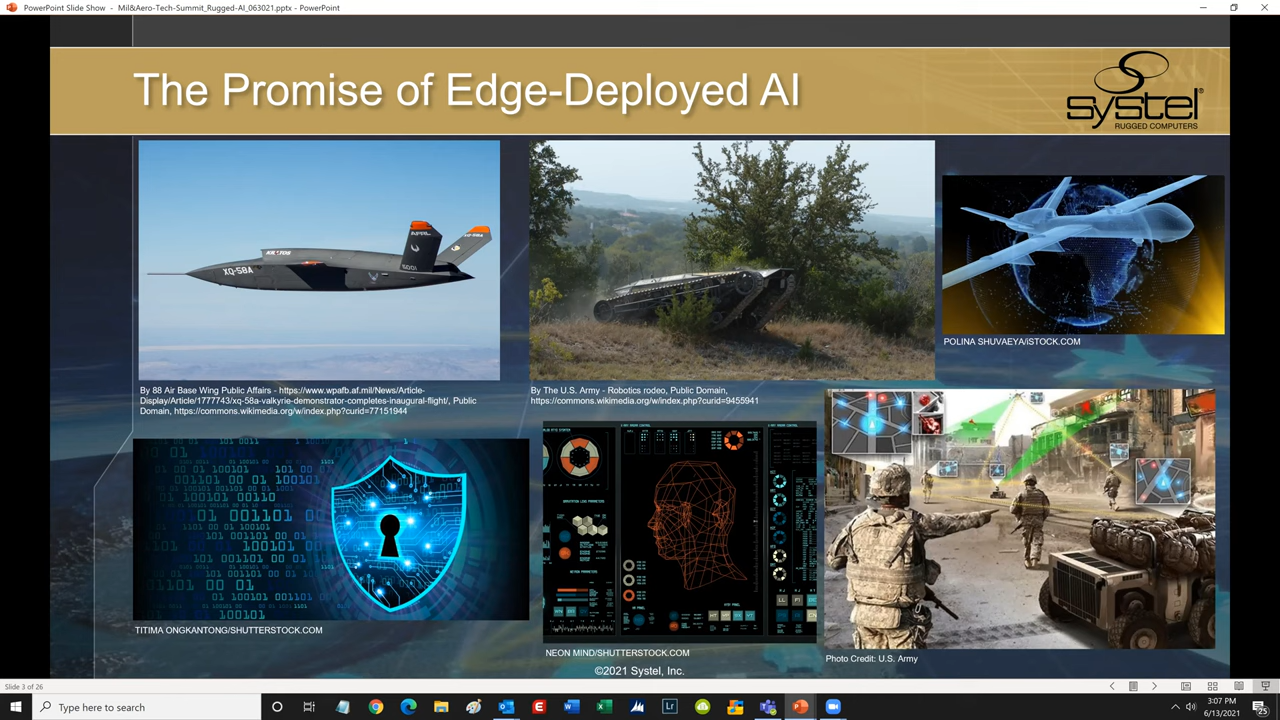 PowerPoint Slide Show - Mil&Aero-Tech-Summit_Rugged-AI_063021.pptx - PowerPoint
The Promise of Edge-Deployed AI
systel®
RUGGED COMPUTERS
AFRL
XQ-58A
KRATOS
XQ-58A
By 88 Air Base Wing Public Affairs - https://www.wpafb.af.mil/News/Article-
Display/Article/1777743/xq-58a-valkyrie-demonstrator-completes-inaugural-flight/, Public
Domain, https://commons.wikimedia.org/w/index.php?curid=77151944
By The U.S. Army - Robotics rodeo, Public Domain,
https://commons.wikimedia.org/w/index.php?curid=9455941
POLINA SHUVAEYA/iSTOCK.COM
TITIMA ONGKANTONG/SHUTTERSTOCK.COM
NEON MIND/SHUTTERSTOCK.COM
Photo Credit: U.S. Army
©2021 Systel, Inc.
Slide 3 of 26
Type here to search
3:07 PM
6/13/2021
25